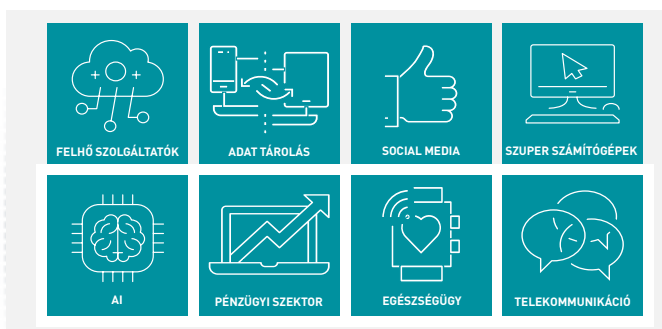 FELHŐ SZOLGÁLTATÓK
ADAT TÁROLÁS
SOCIAL MEDIA
SZUPER SZÁMÍTÓGÉPEK
AI
PÉNZÜGYI SZEKTOR
EGÉSZSÉGÜGY
TELEKOMMUNIKÁCIÓ